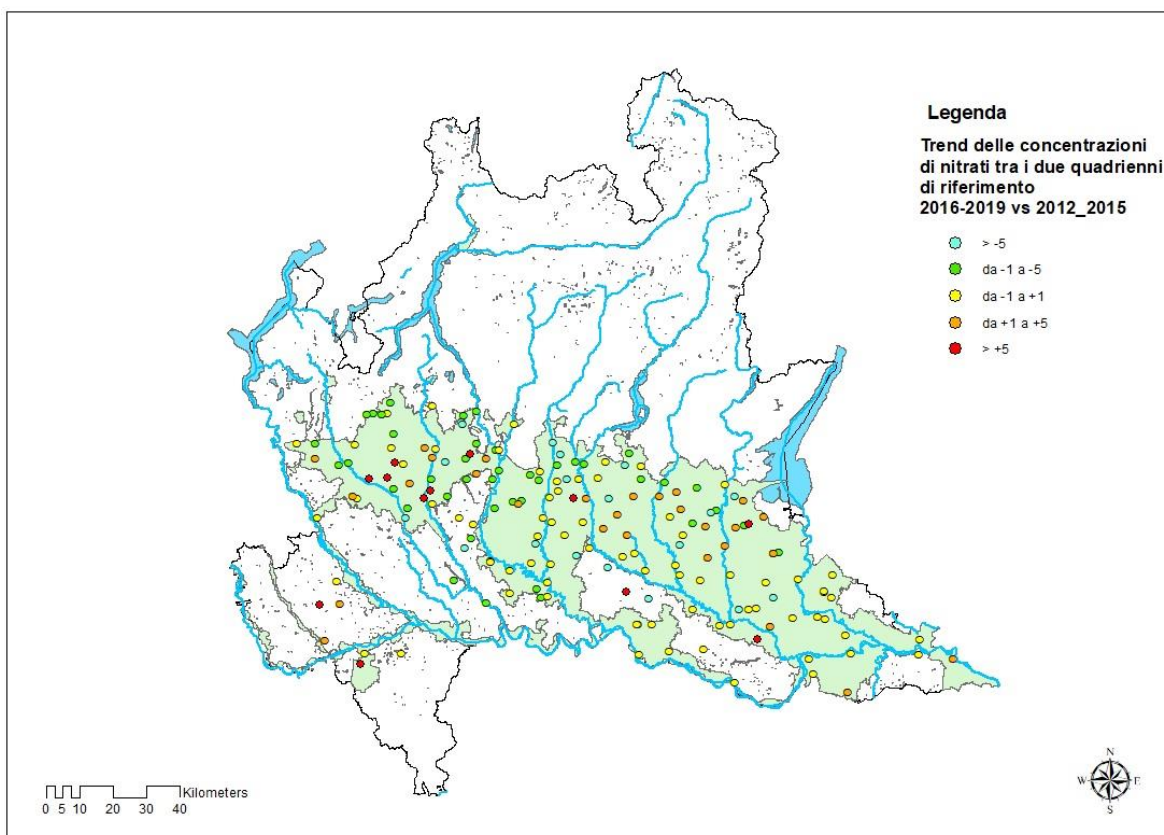 Legenda
Trend delle concentrazioni
di nitrati tra i due quadrienni
di riferimento
2016-2019 vs 2012_2015
> -5
da -1 a -5
da -1 a +1
da +1 a +5
> +5
Kilometers
0 5 10 20 30 40
N
W E
S